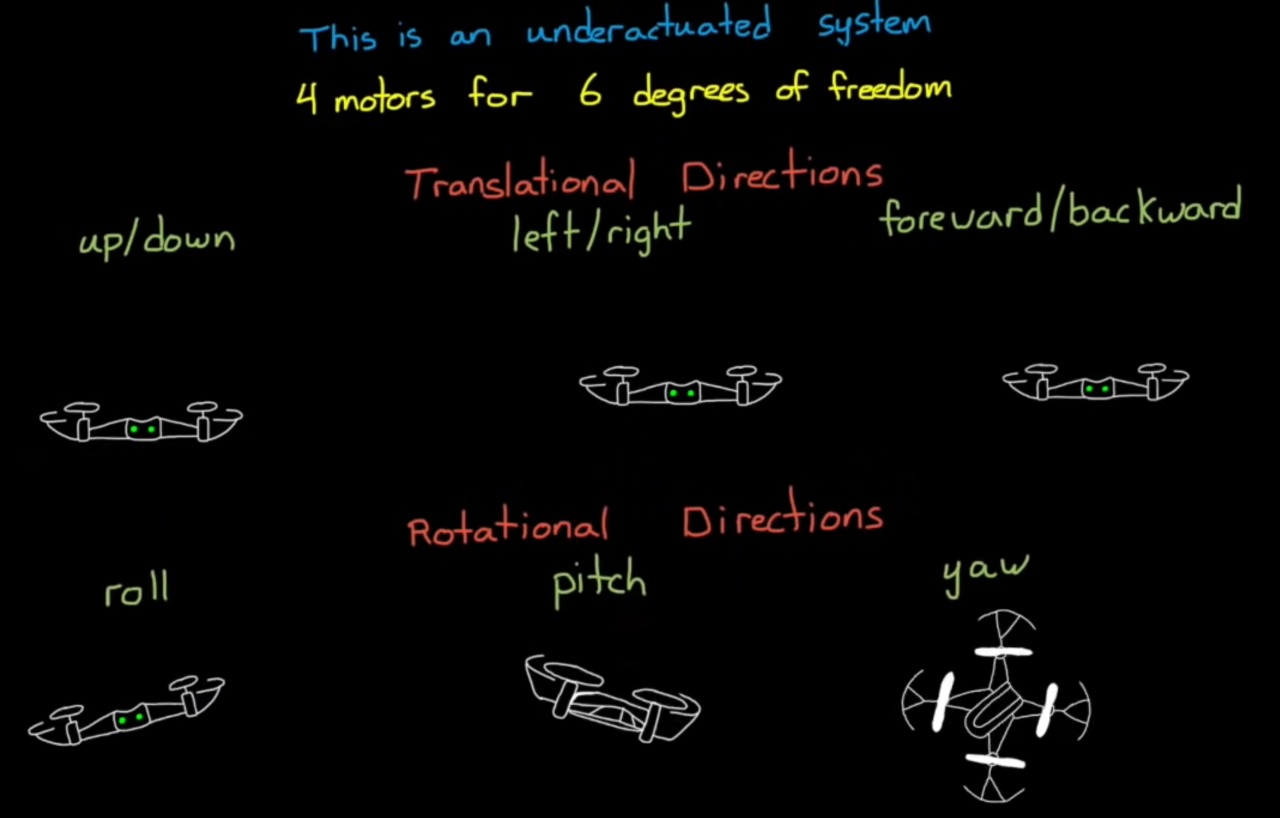 This is an underactuated system
4 motors for 6 degrees of freedom
Translational Directions
up/down left/right foreward/backward
Rotational Directions
roll pitch yaw